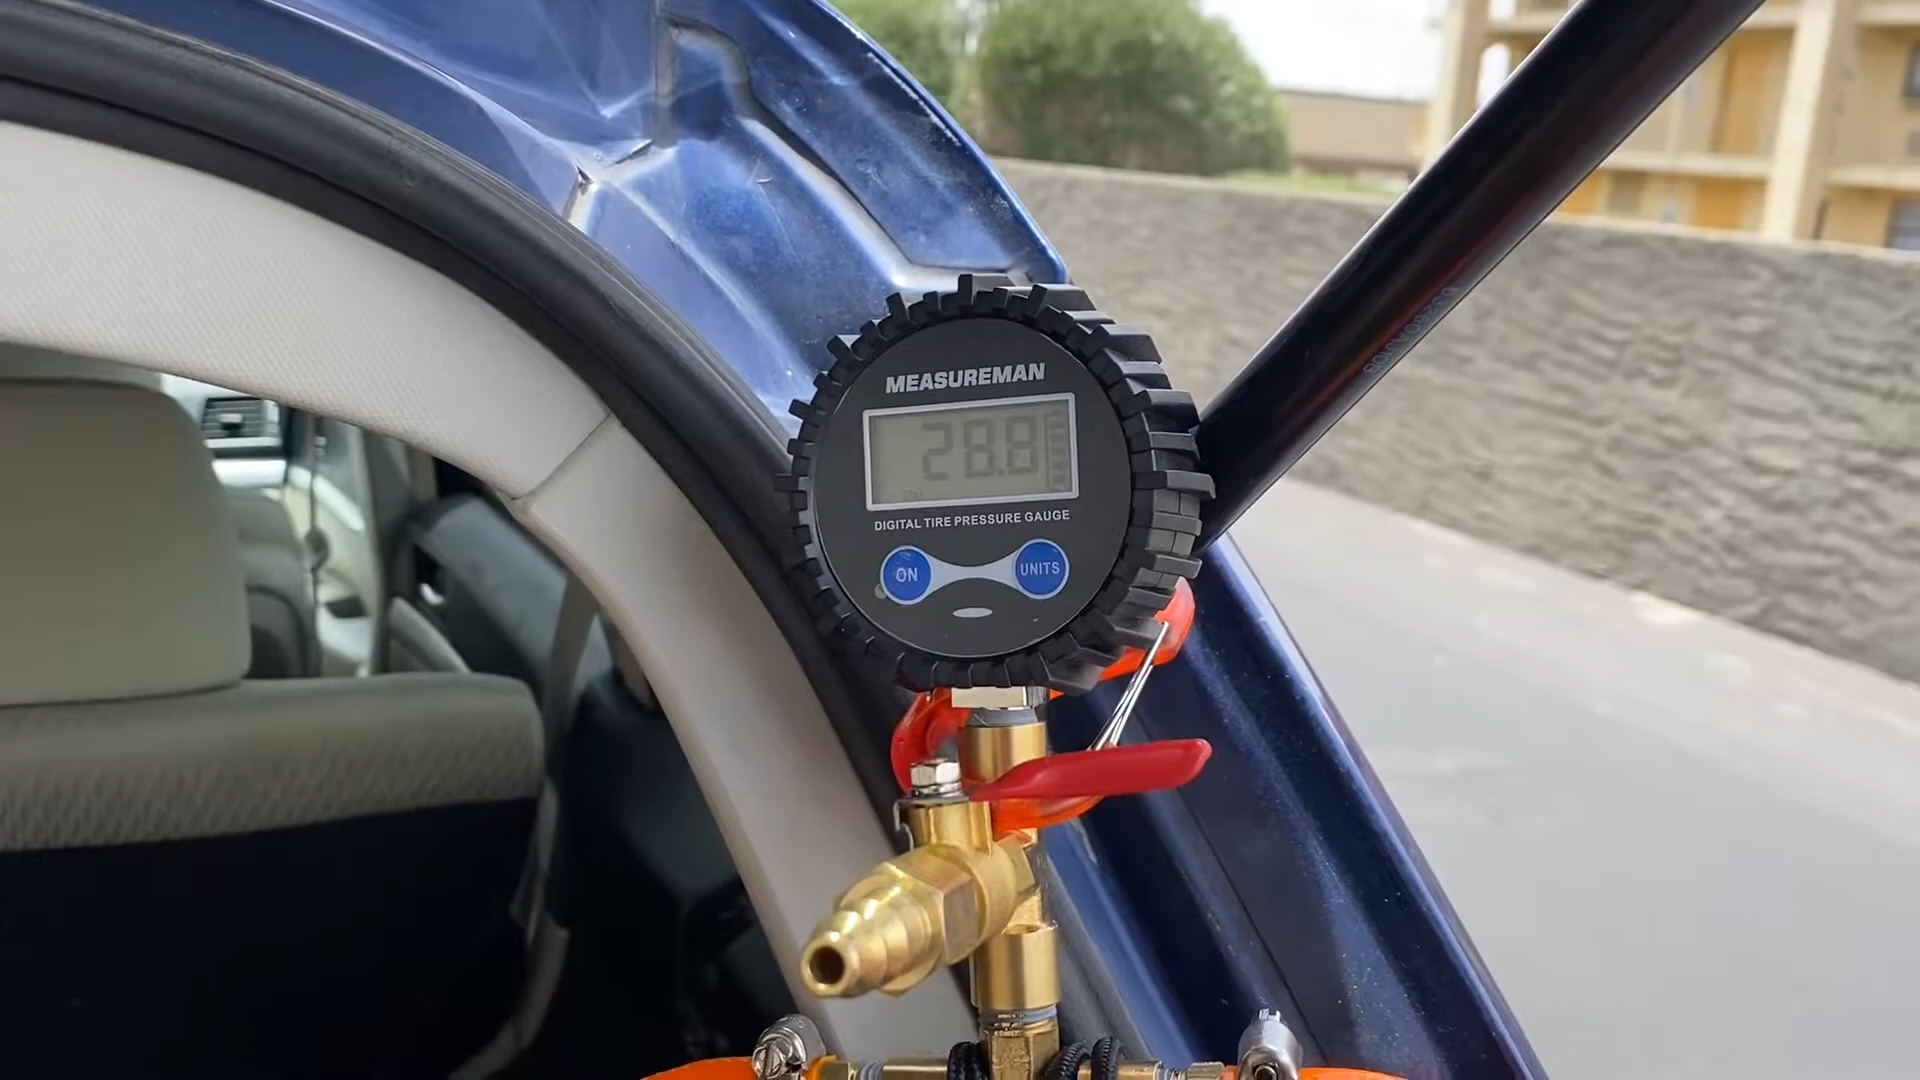 MEASUREMAN
28.8
DIGITAL TIRE PRESSURE GAUGE
ON
UNITS